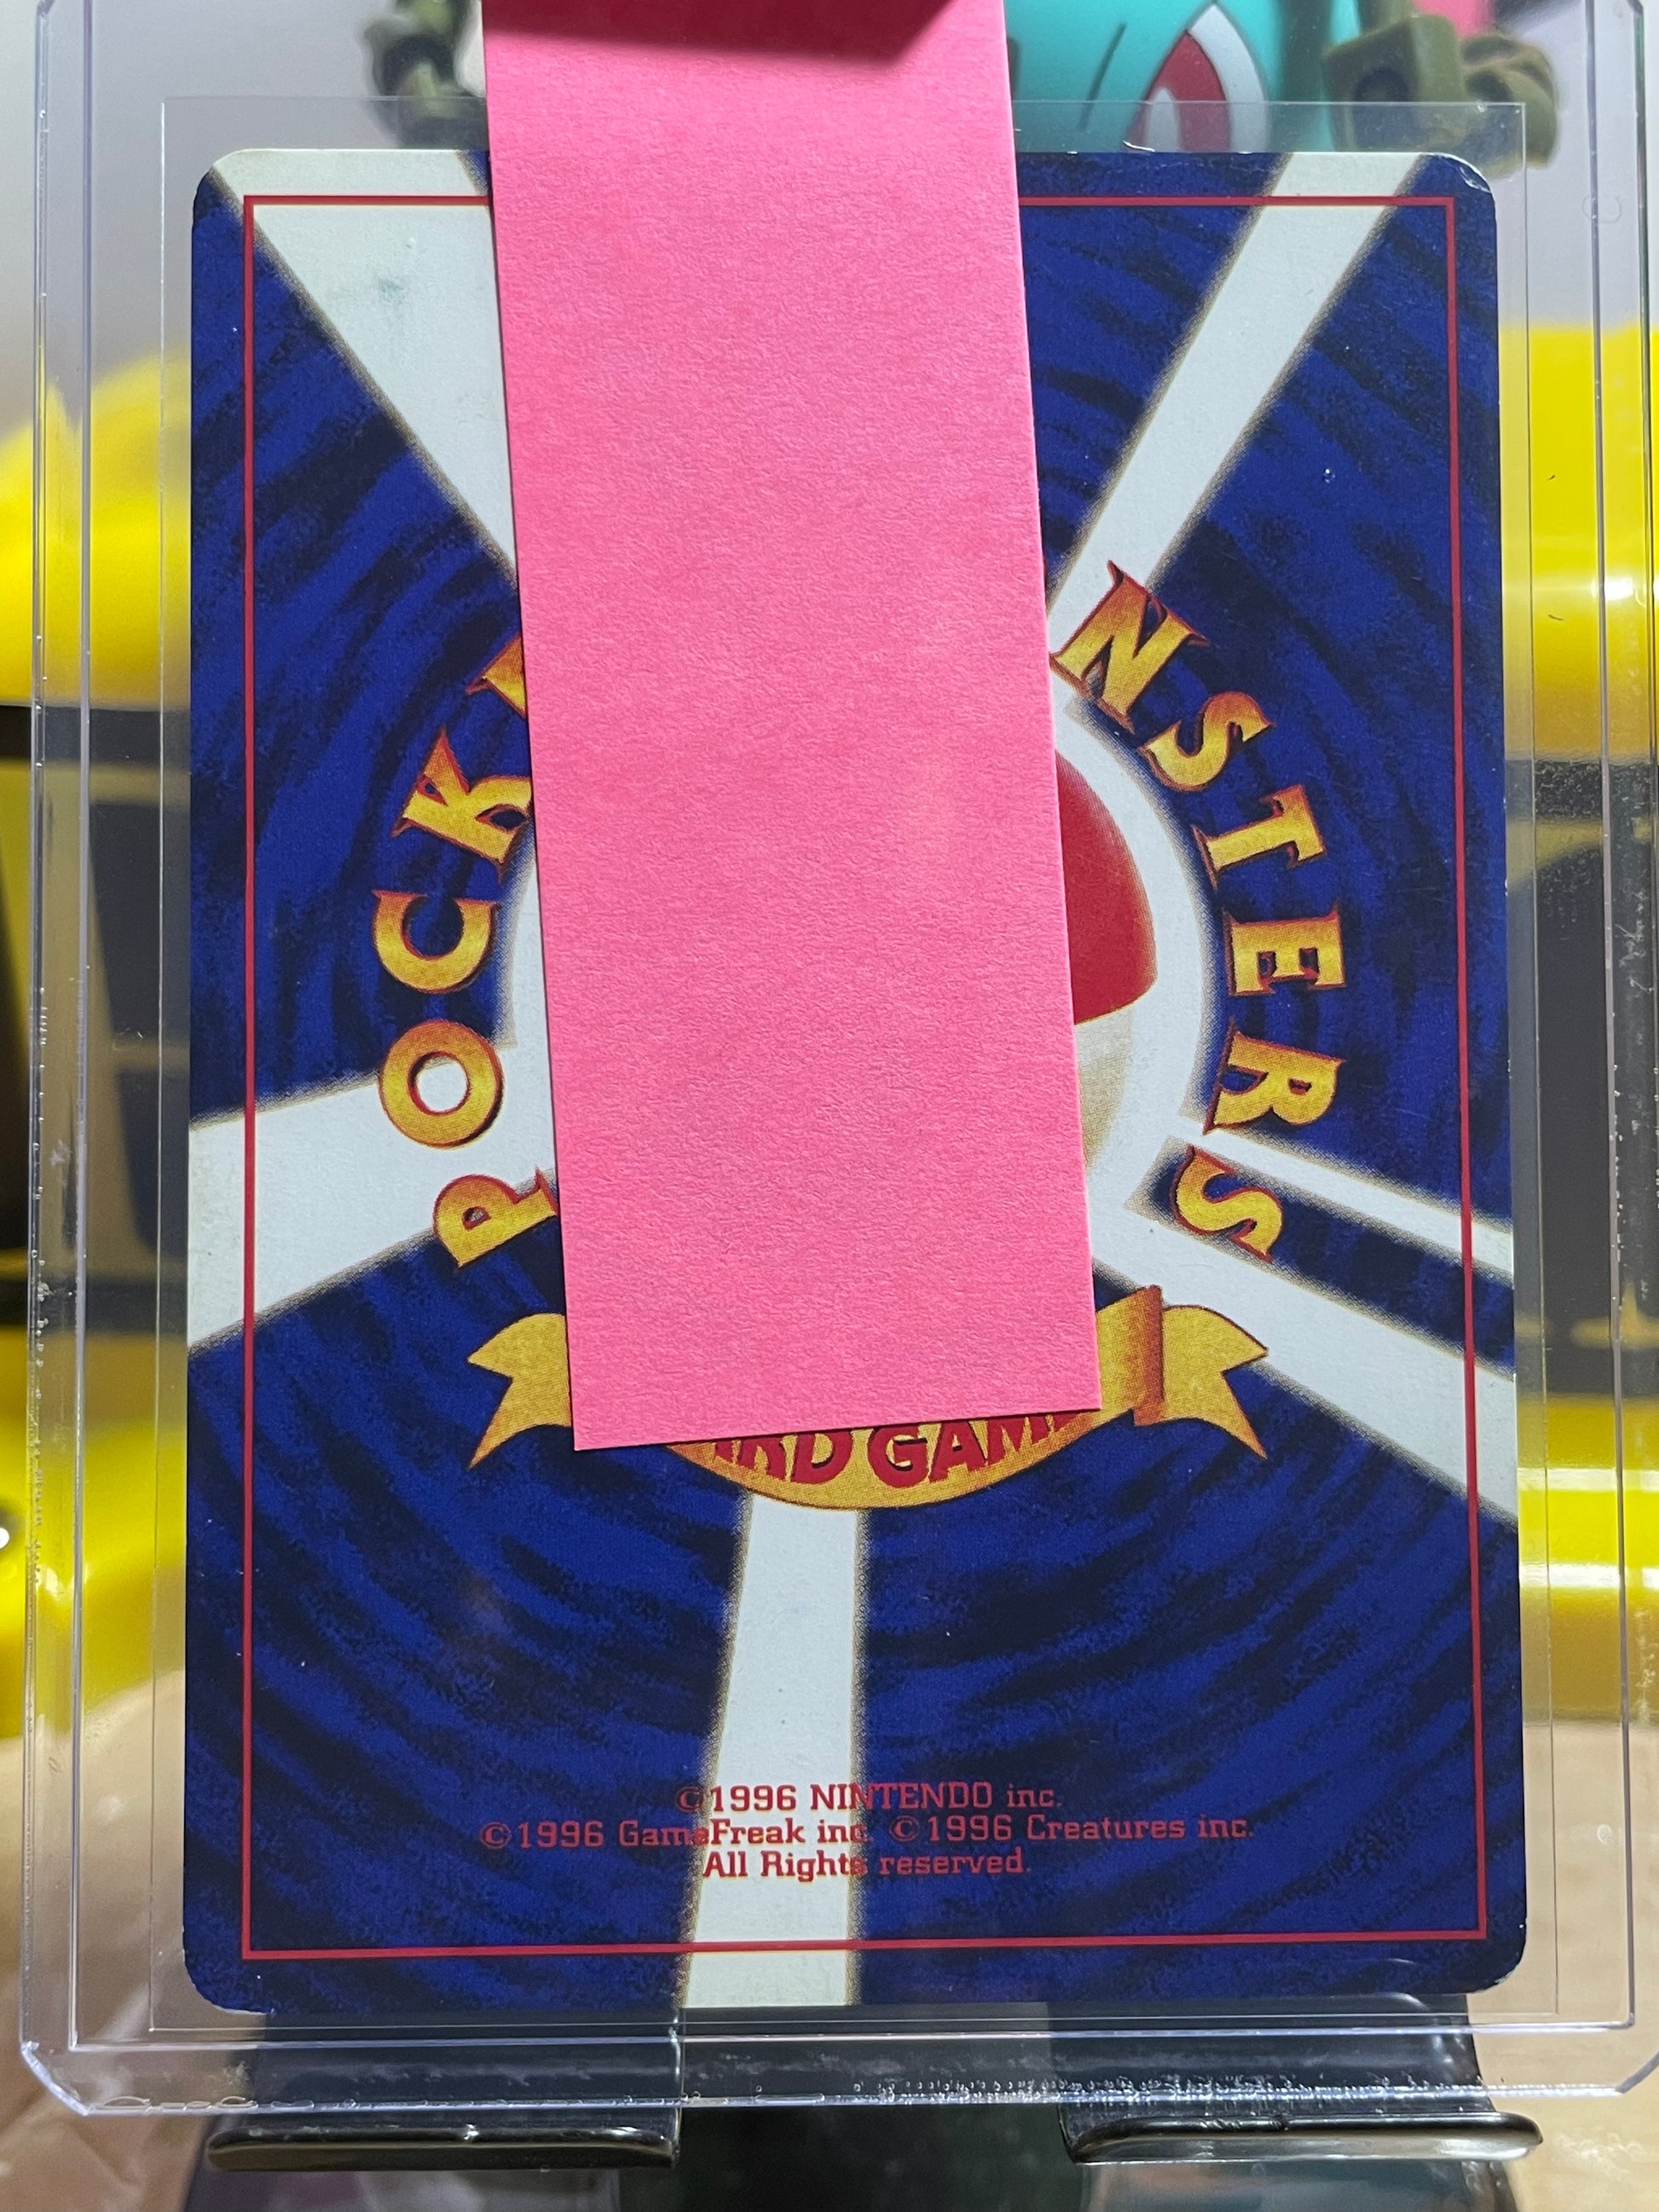 POCK
NSTERS
RD GAM
©1996 NINTENDO inc.
©1996 GameFreak inc. ©1996 Creatures inc.
All Rights reserved.